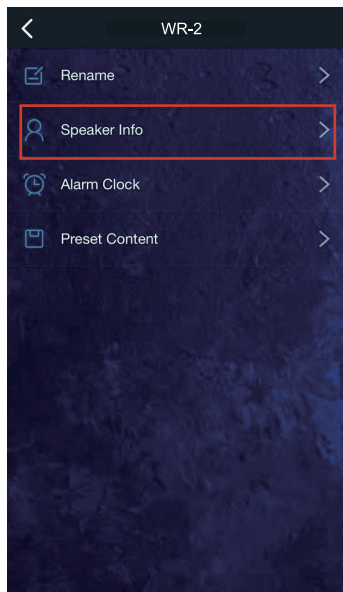 WR-2
Rename
Speaker Info
Alarm Clock
Preset Content